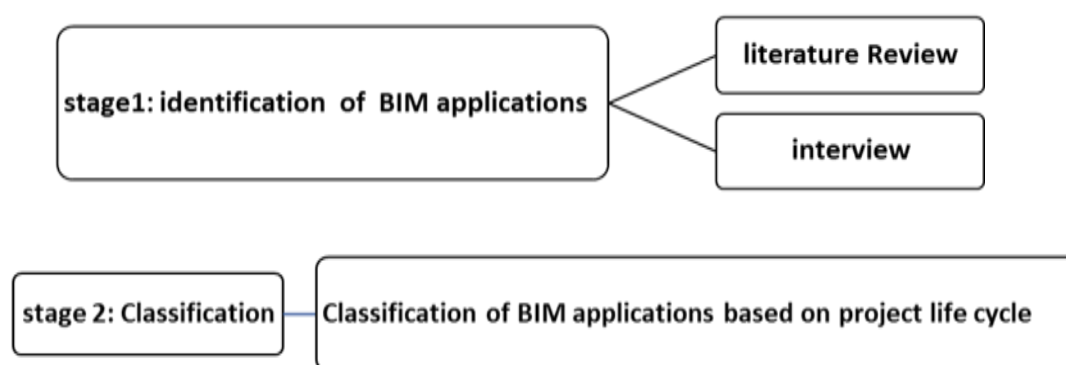 literature Review
stage1: identification of BIM applications
interview
stage 2: Classification
Classification of BIM applications based on project life cycle